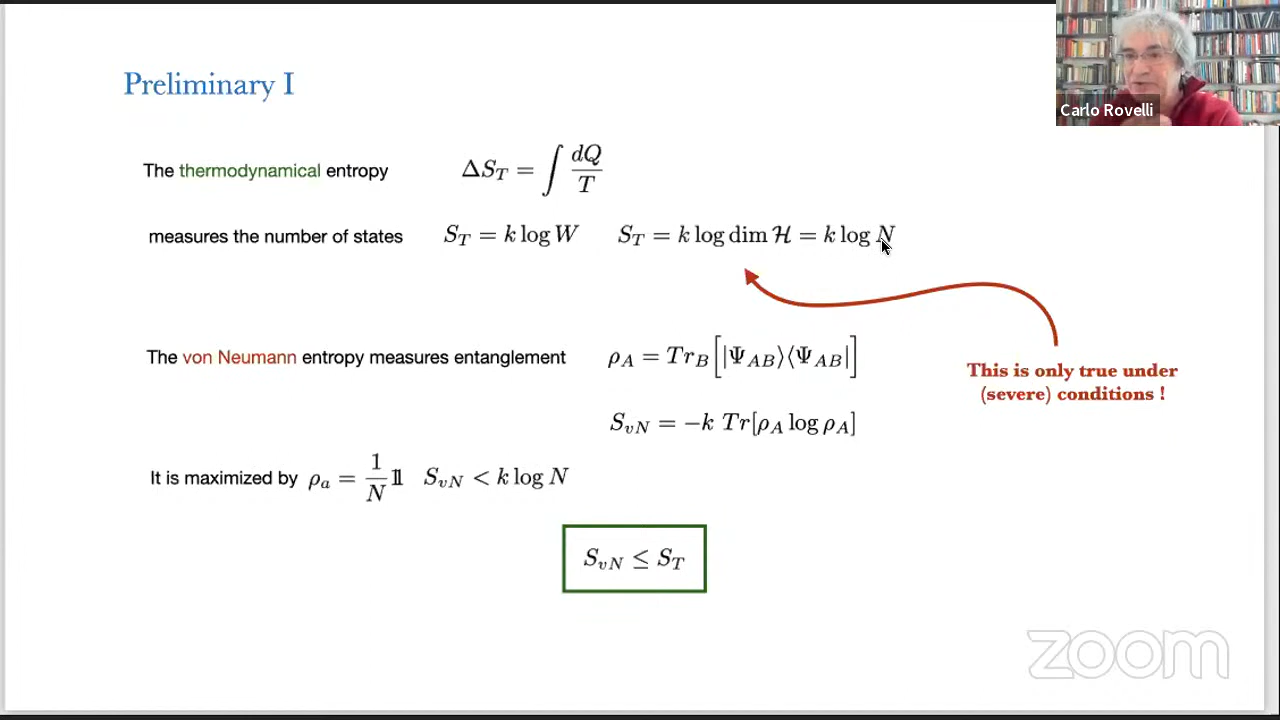 Preliminary I
Carlo Rovelli
The thermodynamical entropy ΔS_T = ∫ dQ/T
measures the number of states S_T = k log W S_T = k log dim ℋ = k log N
The von Neumann entropy measures entanglement ρ_A = Tr_B[|Ψ_AB⟩⟨Ψ_AB|]
This is only true under
(severe) conditions !
S_vN = −k Tr[ρ_A log ρ_A]
It is maximized by ρ_a = 1/N 𝟙 S_vN < k log N
S_vN ≤ S_T
zoom